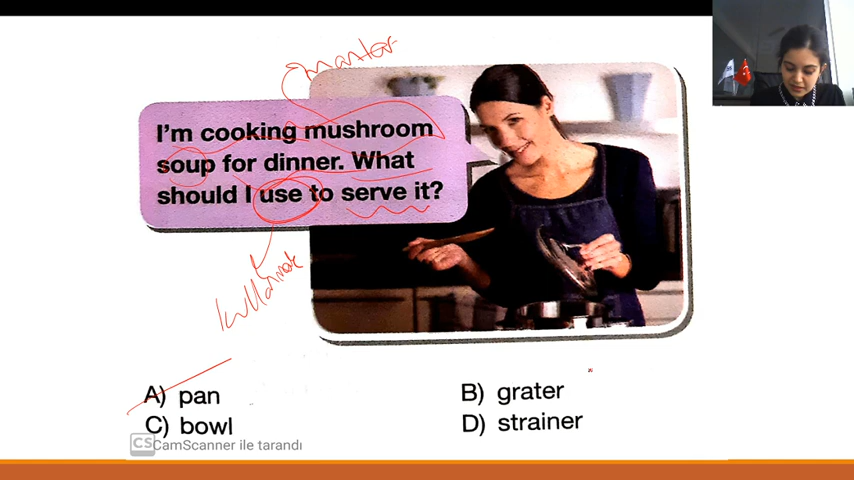 mantar
I'm cooking mushroom
soup for dinner. What
should I use to serve it?
kullanmak
A) pan
B) grater
C) bowl
D) strainer
CS CamScanner ile tarandı